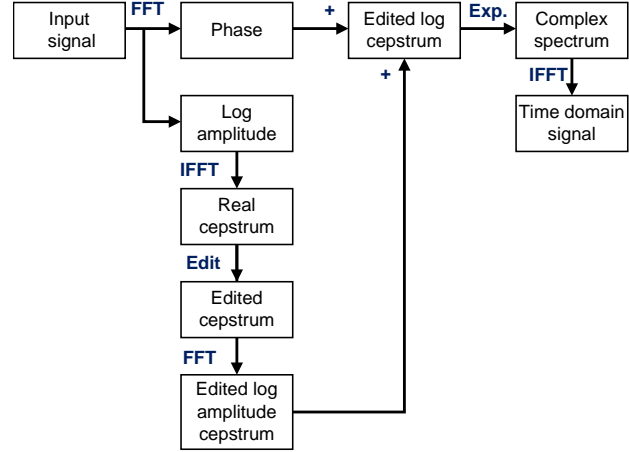 Input
signal
FFT
Phase
+
Edited log
cepstrum
Exp.
Complex
spectrum
IFFT
Time domain
signal
+
Log
amplitude
IFFT
Real
cepstrum
Edit
Edited
cepstrum
FFT
Edited log
amplitude
cepstrum